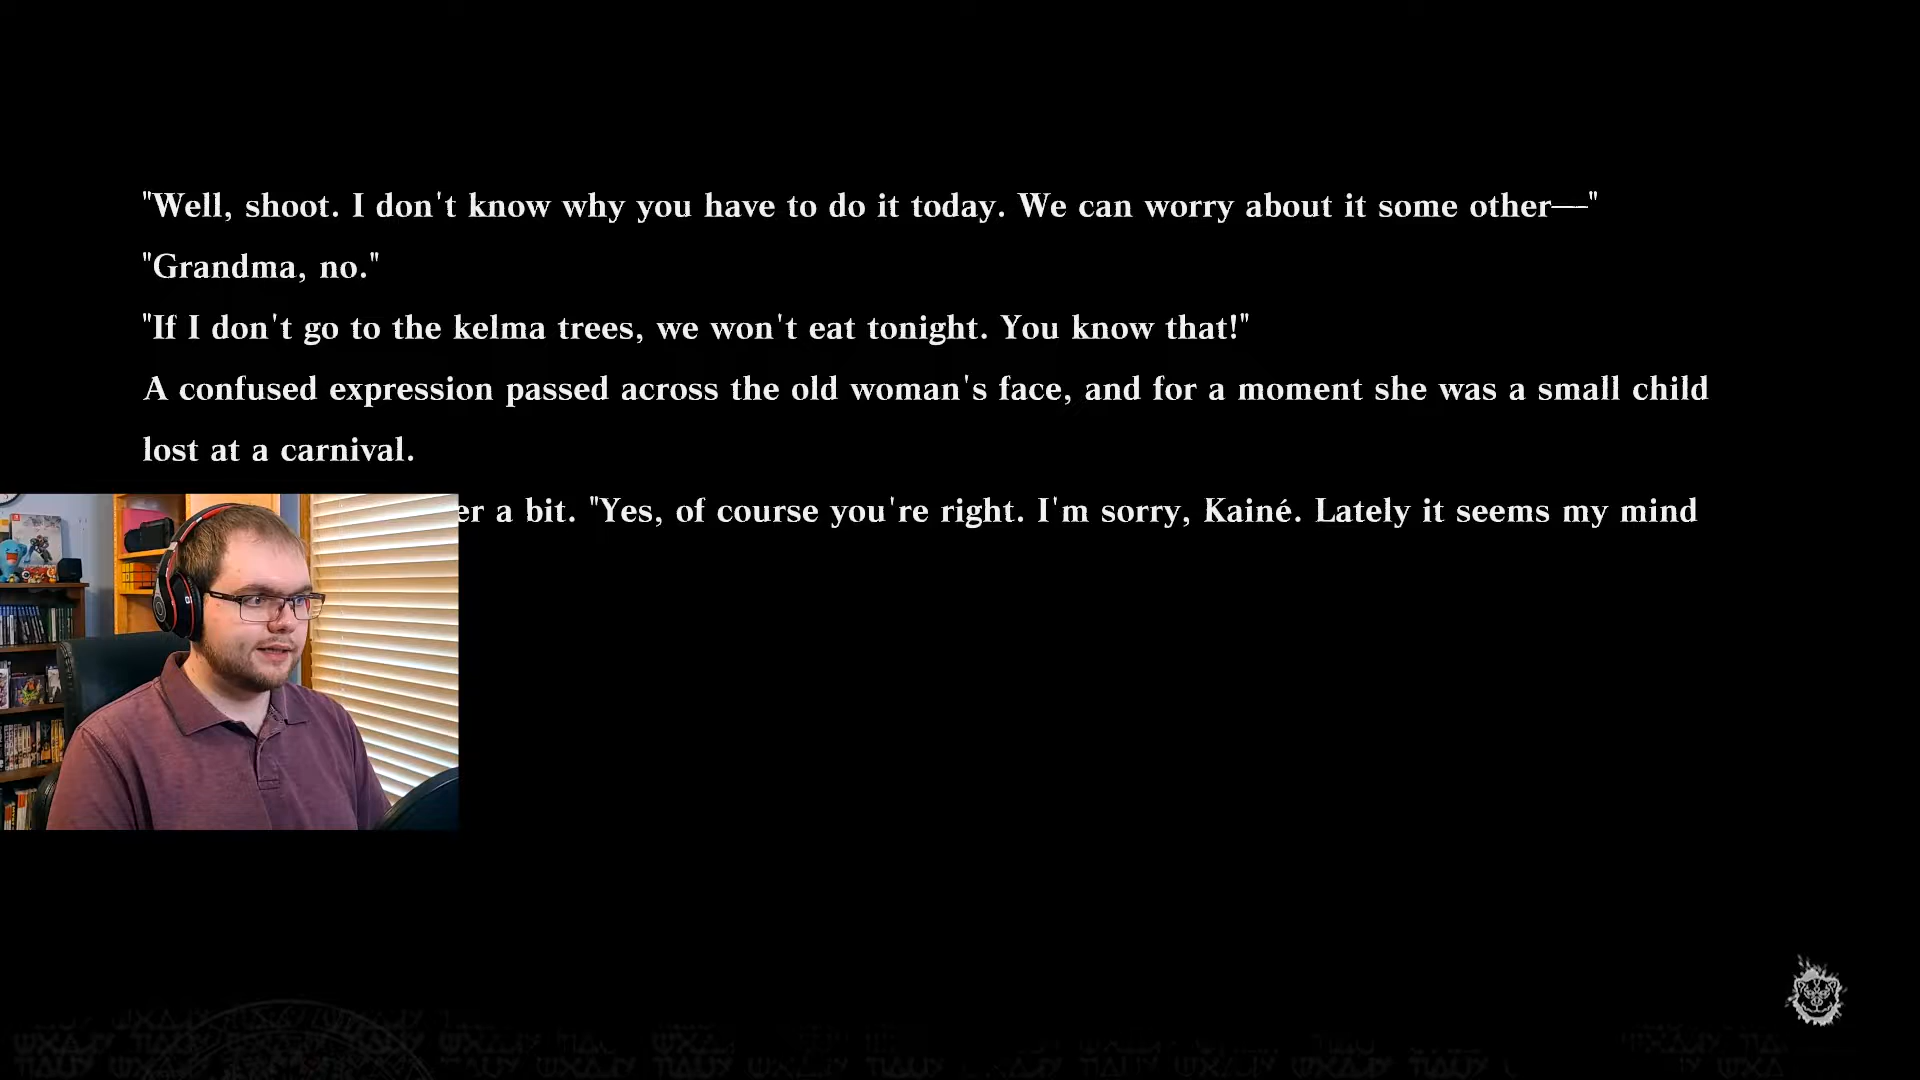 "Well, shoot. I don't know why you have to do it today. We can worry about it some other—-"
"Grandma, no."
"If I don't go to the kelma trees, we won't eat tonight. You know that!"
A confused expression passed across the old woman's face, and for a moment she was a small child
lost at a carnival.
er a bit. "Yes, of course you're right. I'm sorry, Kainé. Lately it seems my mind